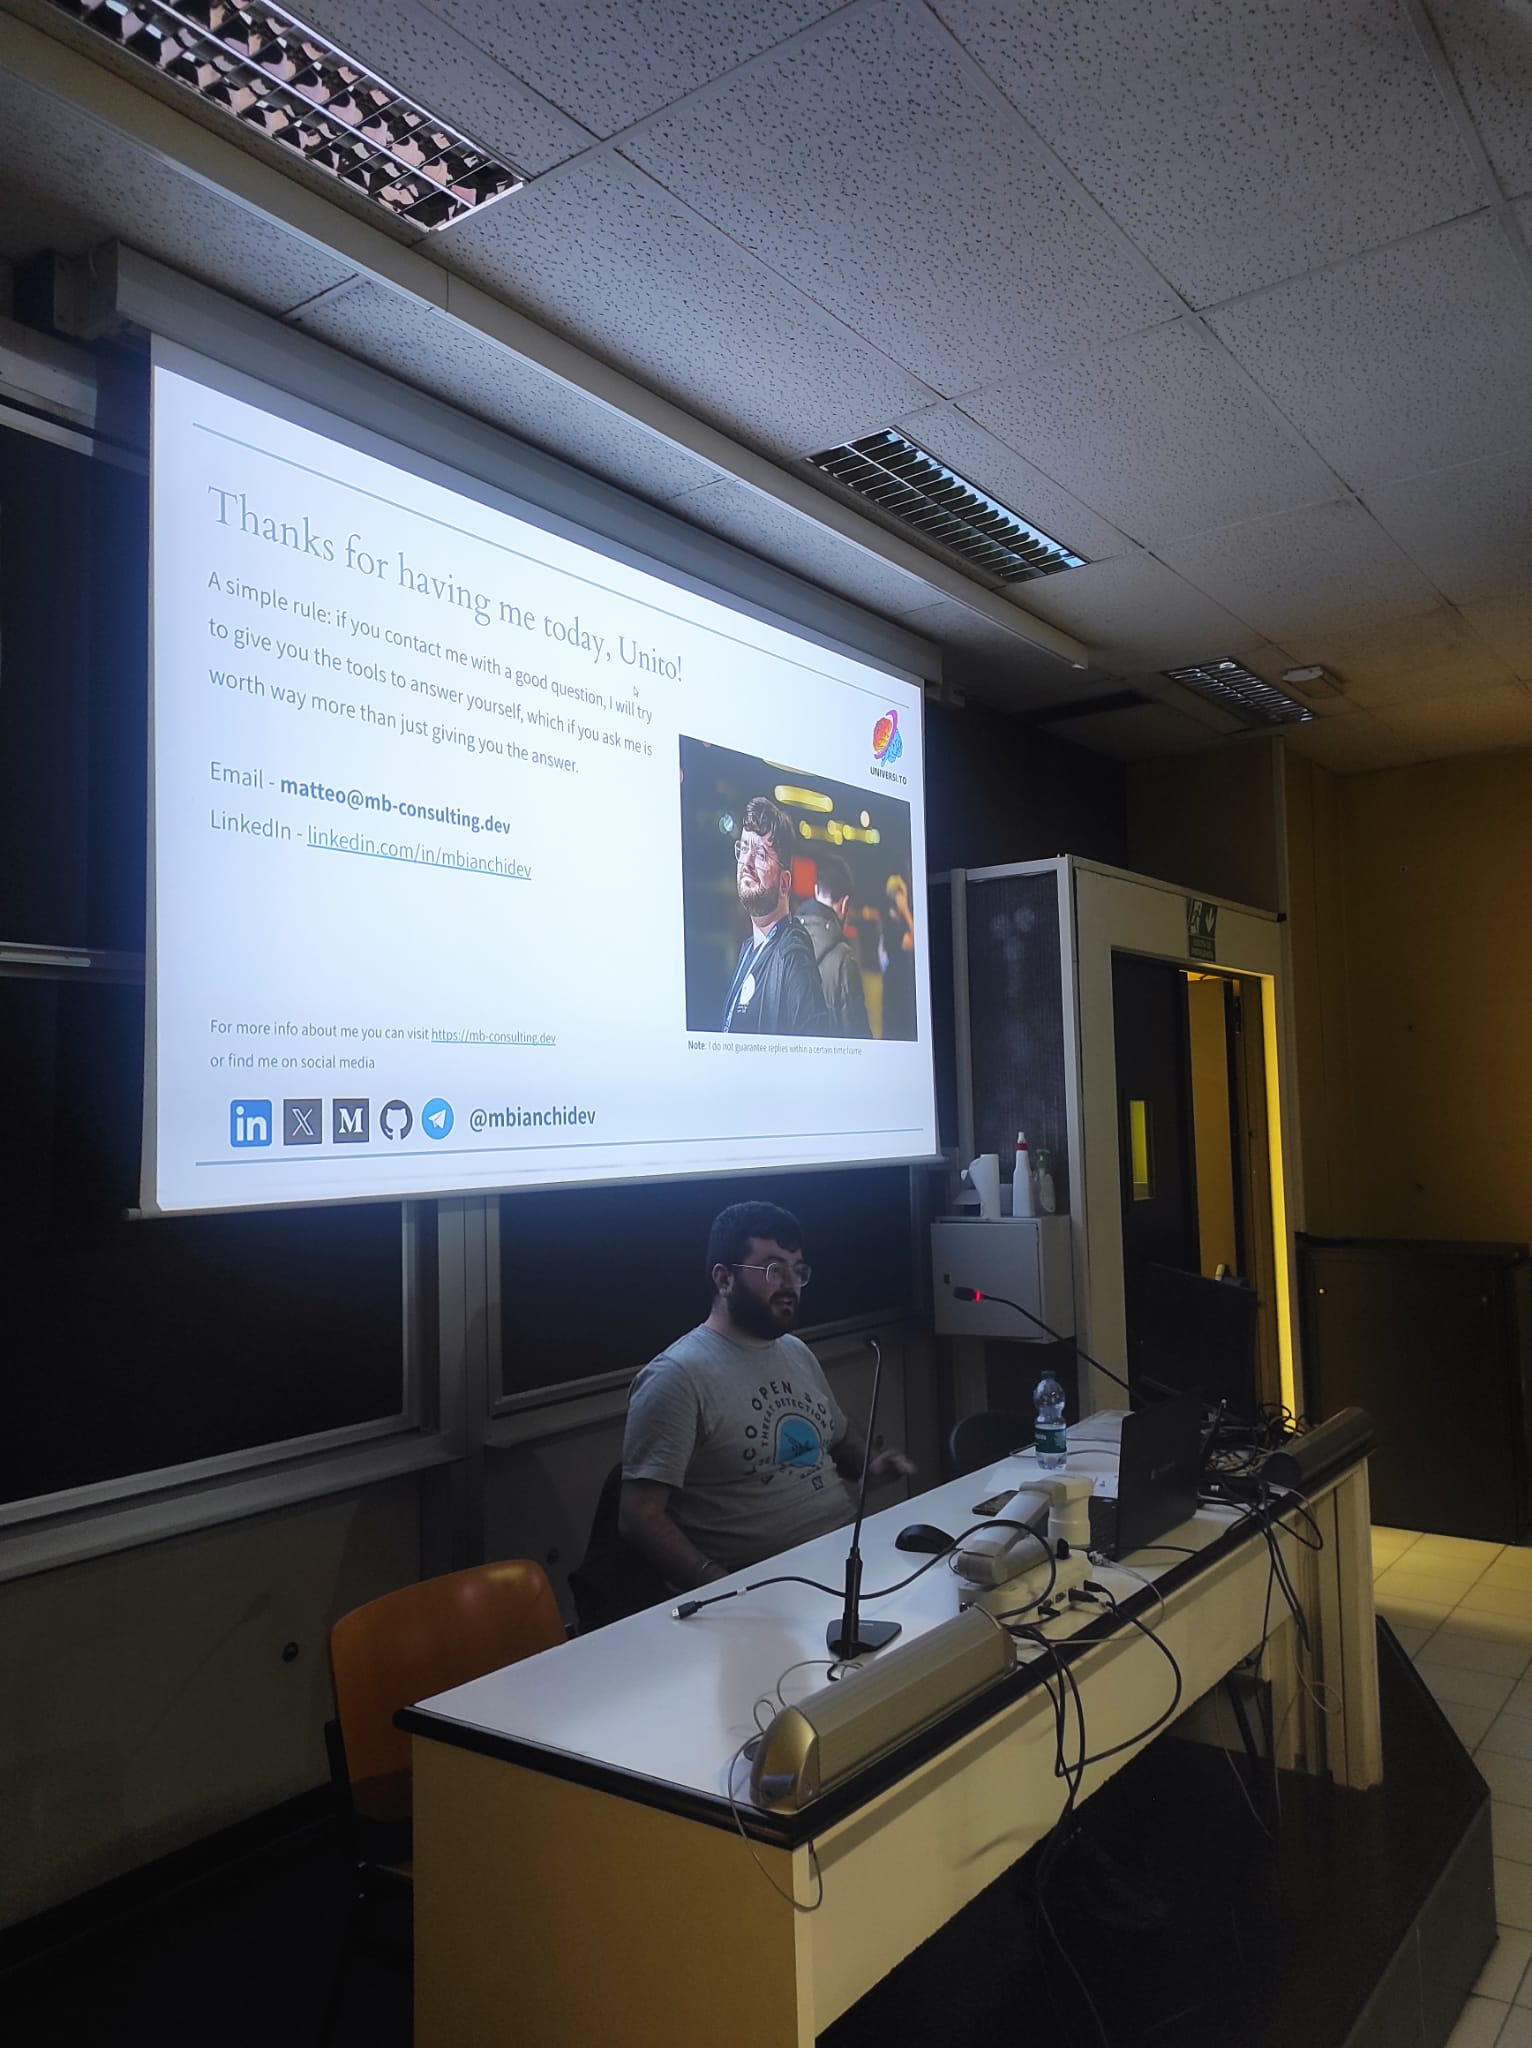 Thanks for having me today, Unito!
A simple rule: if you contact me with a good question, I will try
to give you the tools to answer yourself, which if you ask me is
worth way more than just giving you the answer.
Email - matteo@mb-consulting.dev
LinkedIn - linkedin.com/in/mbianchidev
UNIVERSI.TO
Note: I do not guarantee replies within a certain time frame
For more info about me you can visit https://mb-consulting.dev
or find me on social media
in X M @mbianchidev
OPEN
THREAT DETECTION